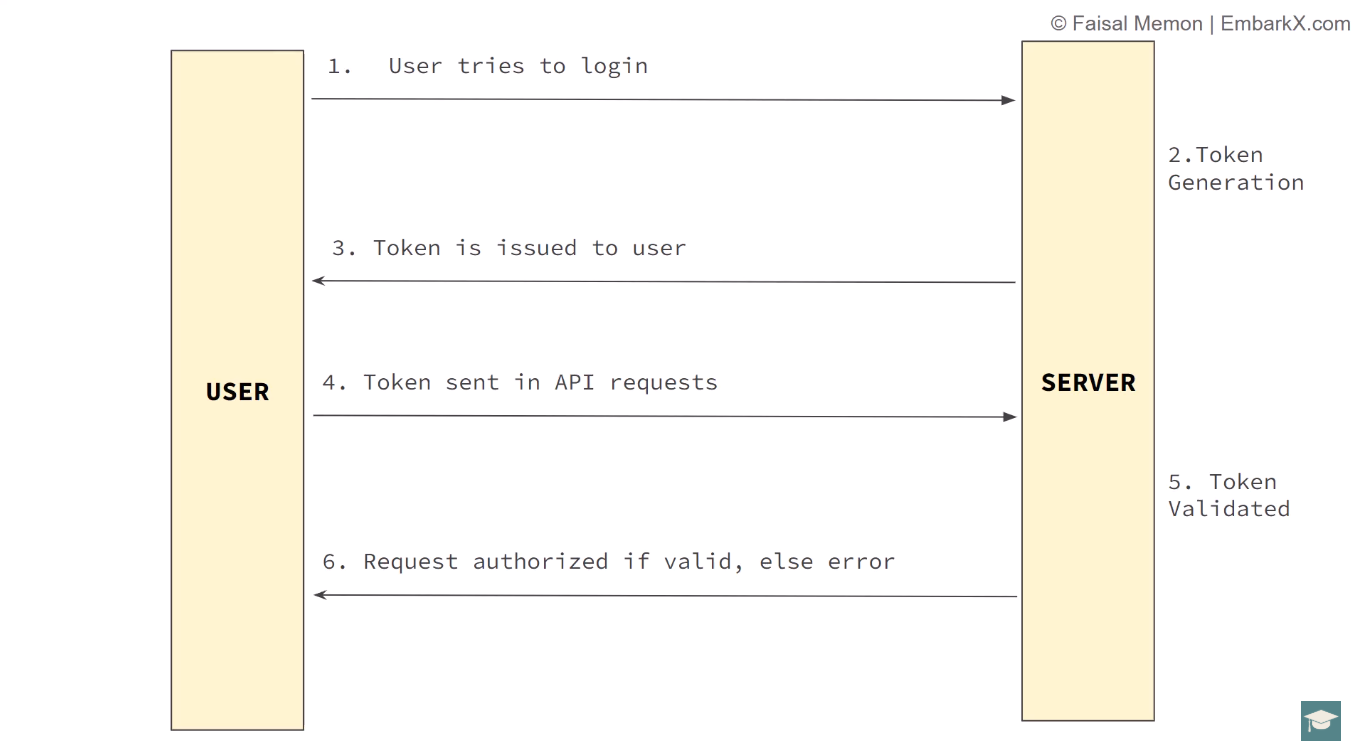 © Faisal Memon | EmbarkX.com
1. User tries to login
2.Token
Generation
3. Token is issued to user
USER
4. Token sent in API requests
SERVER
5. Token
Validated
6. Request authorized if valid, else error